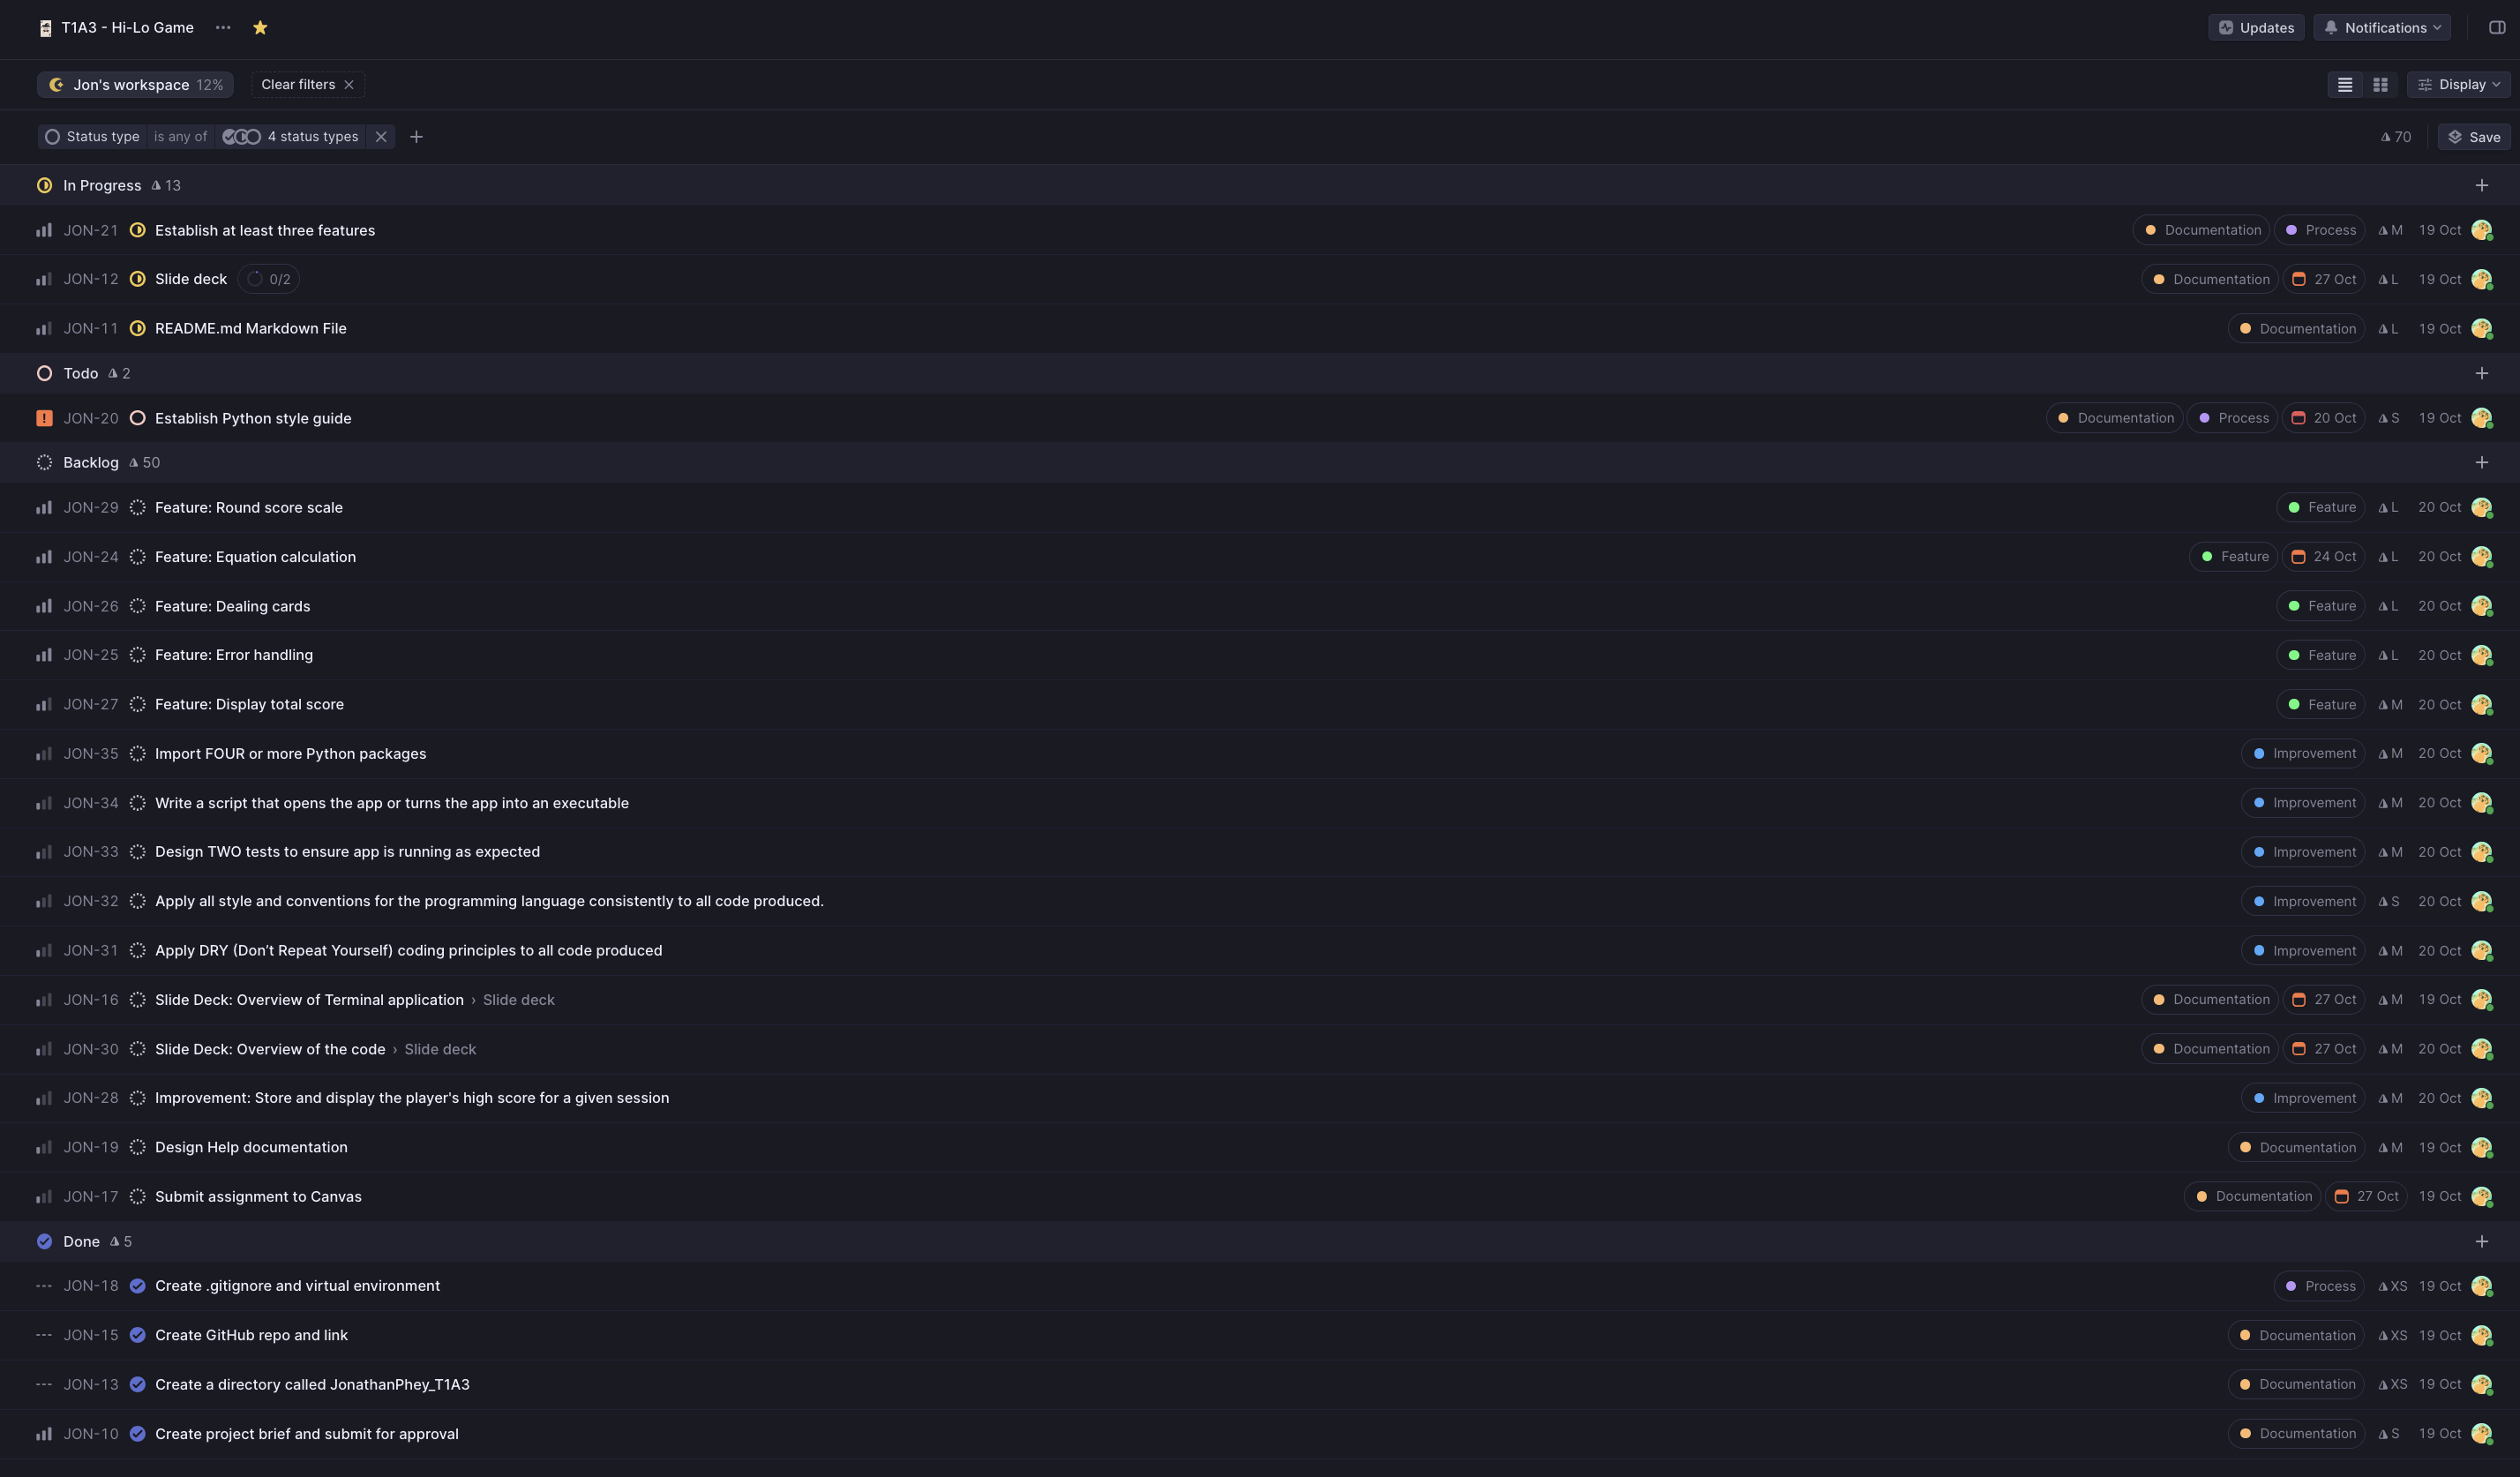 T1A3 - Hi-Lo Game Updates Notifications
Jon's workspace 12% Clear filters Display
Status type is any of 4 status types 70 Save
In Progress 13
JON-21 Establish at least three features Documentation Process M 19 Oct
JON-12 Slide deck 0/2 Documentation 27 Oct L 19 Oct
JON-11 README.md Markdown File Documentation L 19 Oct
Todo 2
JON-20 Establish Python style guide Documentation Process 20 Oct S 19 Oct
Backlog 50
JON-29 Feature: Round score scale Feature L 20 Oct
JON-24 Feature: Equation calculation Feature 24 Oct L 20 Oct
JON-26 Feature: Dealing cards Feature L 20 Oct
JON-25 Feature: Error handling Feature L 20 Oct
JON-27 Feature: Display total score Feature M 20 Oct
JON-35 Import FOUR or more Python packages Improvement M 20 Oct
JON-34 Write a script that opens the app or turns the app into an executable Improvement M 20 Oct
JON-33 Design TWO tests to ensure app is running as expected Improvement M 20 Oct
JON-32 Apply all style and conventions for the programming language consistently to all code produced. Improvement S 20 Oct
JON-31 Apply DRY (Don’t Repeat Yourself) coding principles to all code produced Improvement M 20 Oct
JON-16 Slide Deck: Overview of Terminal application › Slide deck Documentation 27 Oct M 19 Oct
JON-30 Slide Deck: Overview of the code › Slide deck Documentation 27 Oct M 20 Oct
JON-28 Improvement: Store and display the player's high score for a given session Improvement M 20 Oct
JON-19 Design Help documentation Documentation M 19 Oct
JON-17 Submit assignment to Canvas Documentation 27 Oct 19 Oct
Done 5
JON-18 Create .gitignore and virtual environment Process XS 19 Oct
JON-15 Create GitHub repo and link Documentation XS 19 Oct
JON-13 Create a directory called JonathanPhey_T1A3 Documentation XS 19 Oct
JON-10 Create project brief and submit for approval Documentation S 19 Oct